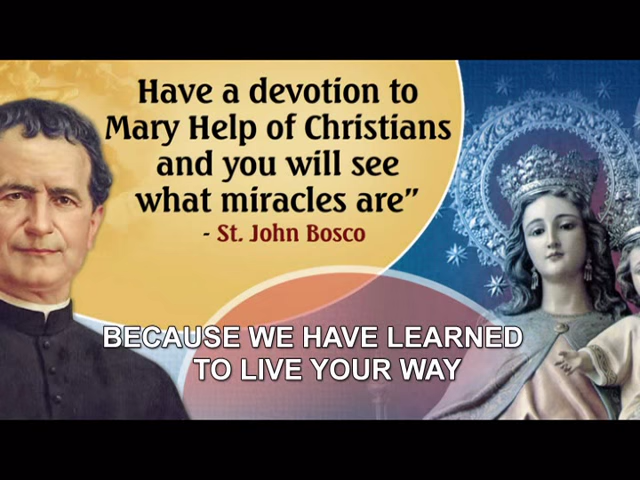 Have a devotion to
Mary Help of Christians
and you will see
what miracles are”
- St. John Bosco
BECAUSE WE HAVE LEARNED
TO LIVE YOUR WAY